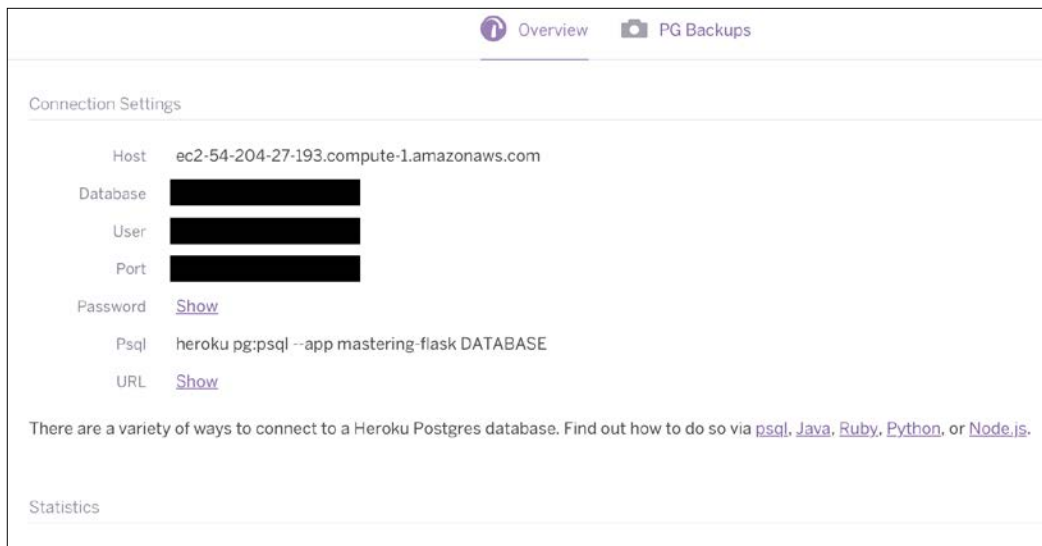 Overview PG Backups
Connection Settings
Host ec2-54-204-27-193.compute-1.amazonaws.com
Database
User
Port
Password Show
Psql heroku pg:psql --app mastering-flask DATABASE
URL Show
There are a variety of ways to connect to a Heroku Postgres database. Find out how to do so via psql, Java, Ruby, Python, or Node.js.
Statistics